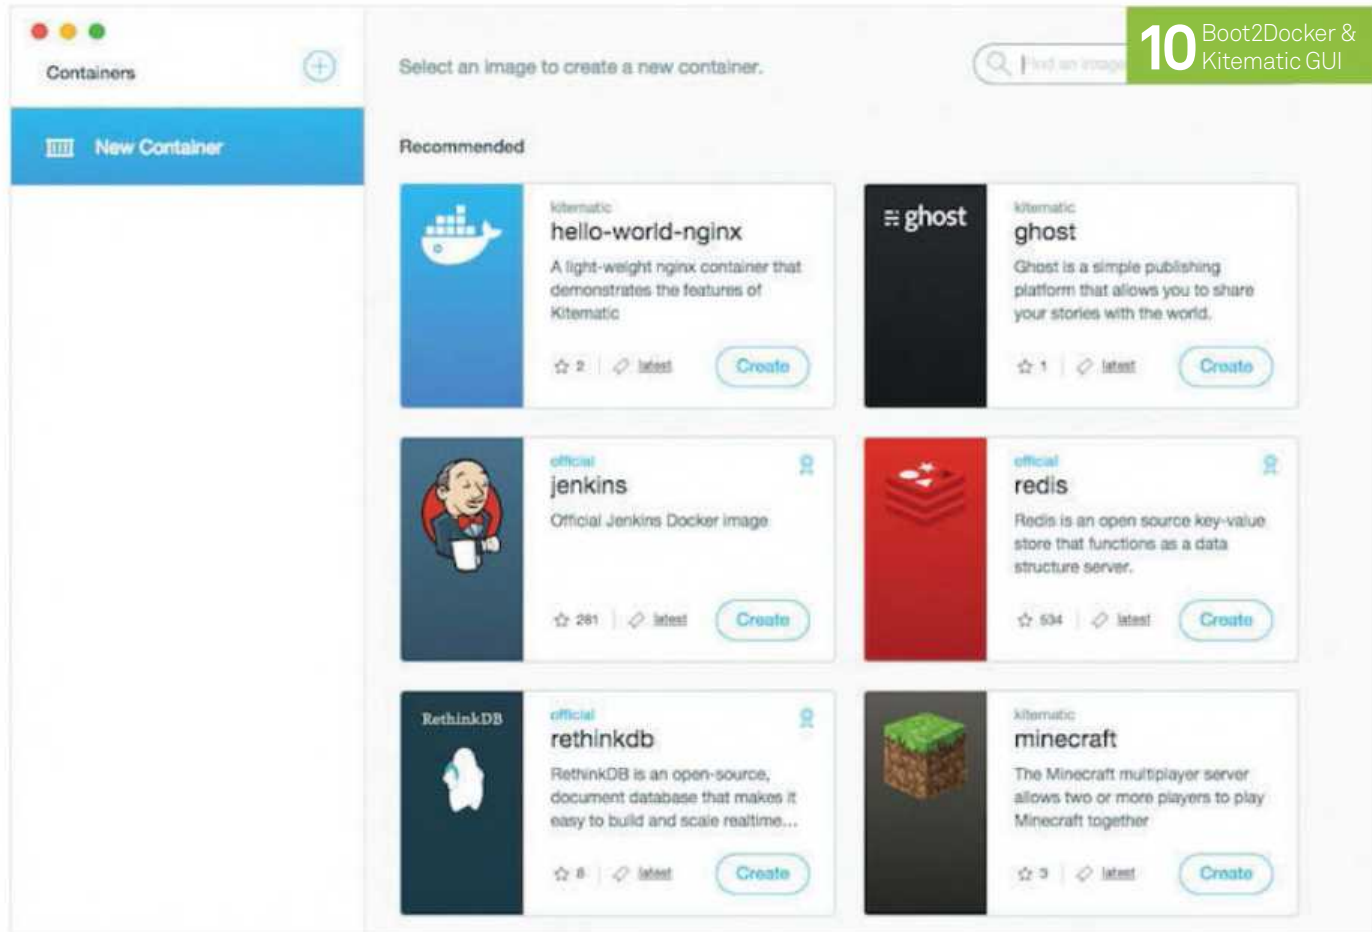 Containers
New Container
Select an image to create a new container.
Find an image
10 Boot2Docker &
Kitematic GUI
Recommended
kitematic
hello-world-nginx
A light-weight nginx container that
demonstrates the features of
Kitematic
2 latest Create
ghost
kitematic
ghost
Ghost is a simple publishing
platform that allows you to share
your stories with the world.
1 latest Create
official
jenkins
Official Jenkins Docker image
281 latest Create
official
redis
Redis is an open source key-value
store that functions as a data
structure server.
534 latest Create
RethinkDB
official
rethinkdb
RethinkDB is an open-source,
document database that makes it
easy to build and scale realtime...
8 latest Create
kitematic
minecraft
The Minecraft multiplayer server
allows two or more players to play
Minecraft together
3 latest Create